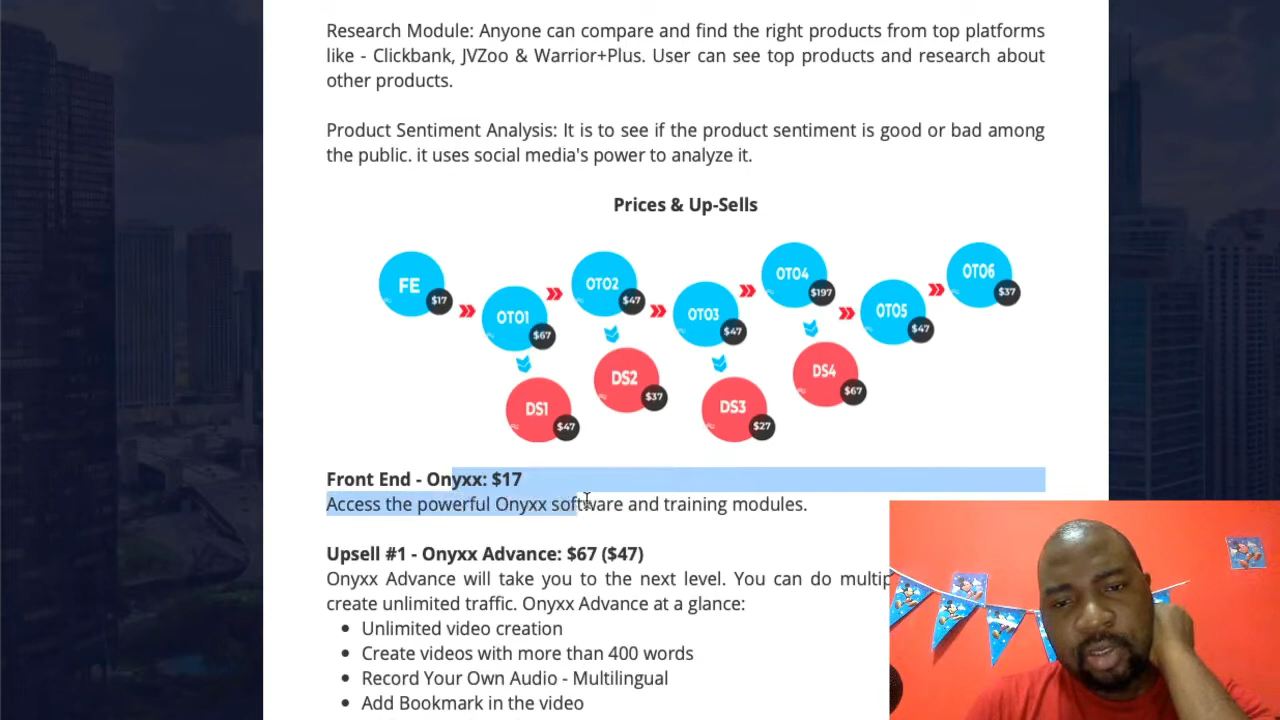 Research Module: Anyone can compare and find the right products from top platforms
like - Clickbank, JVZoo & Warrior+Plus. User can see top products and research about
other products.
Product Sentiment Analysis: It is to see if the product sentiment is good or bad among
the public. it uses social media's power to analyze it.
Prices & Up-Sells
FE
$17
OTO1
$67
OTO2
$47
OTO3
$47
OTO4
$197
OTO5
$47
OTO6
$37
DS1
$47
DS2
$37
DS3
$27
DS4
$67
Front End - Onyxx: $17
Access the powerful Onyxx software and training modules.
Upsell #1 - Onyxx Advance: $67 ($47)
Onyxx Advance will take you to the next level. You can do
create unlimited traffic. Onyxx Advance at a glance:
• Unlimited video creation
• Create videos with more than 400 words
• Record Your Own Audio - Multilingual
• Add Bookmark in the video